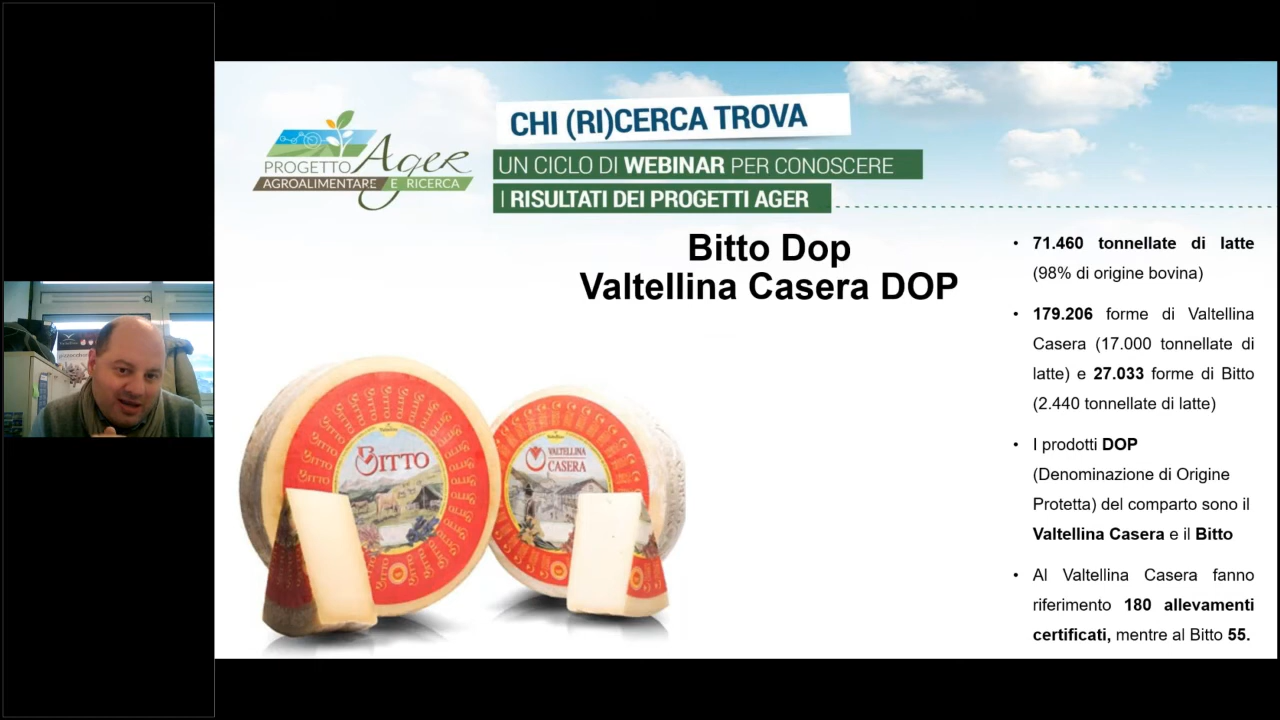 CHI (RI)CERCA TROVA
PROGETTO Ager
AGROALIMENTARE E RICERCA
UN CICLO DI WEBINAR PER CONOSCERE
I RISULTATI DEI PROGETTI AGER
Bitto Dop
Valtellina Casera DOP
BITTO
VALTELLINA
CASERA
• 71.460 tonnellate di latte
(98% di origine bovina)
• 179.206 forme di Valtellina
Casera (17.000 tonnellate di
latte) e 27.033 forme di Bitto
(2.440 tonnellate di latte)
• I prodotti DOP
(Denominazione di Origine
Protetta) del comparto sono il
Valtellina Casera e il Bitto
• Al Valtellina Casera fanno
riferimento 180 allevamenti
certificati, mentre al Bitto 55.